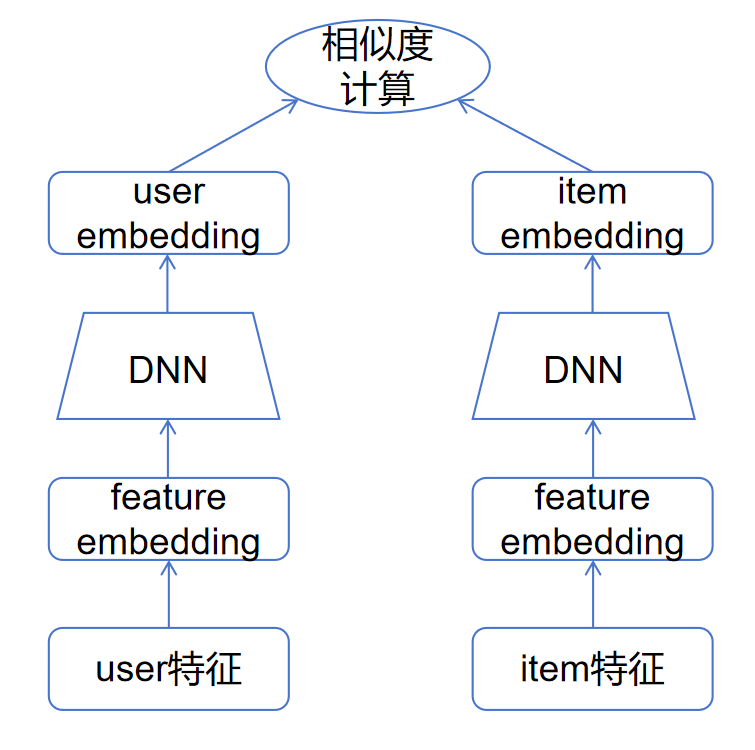 相似度
计算
user
embedding
item
embedding
DNN
DNN
feature
embedding
feature
embedding
user特征
item特征